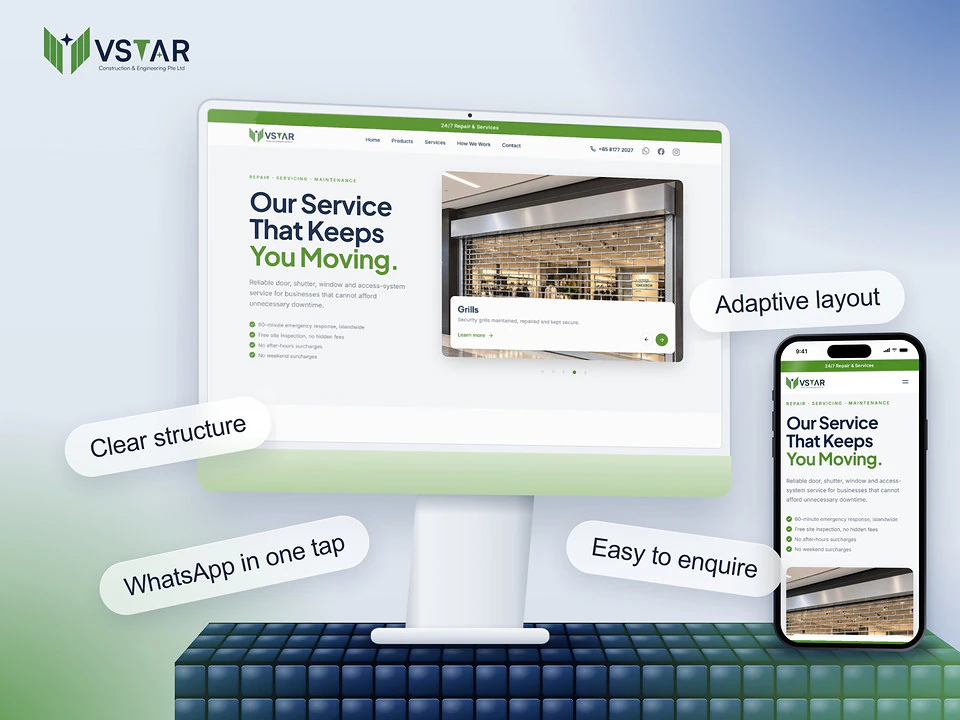 VSTAR
Construction & Engineering Pte Ltd
24/7 Repair & Services
VSTAR
Home
Products
Services
How We Work
Contact
+65 8177 2027
REPAIR · SERVICING · MAINTENANCE
Our Service
That Keeps
You Moving.
Reliable door, shutter, window and access-system
service for businesses that cannot afford
unnecessary downtime.
60-minute emergency response, islandwide
Free site inspection, no hidden fees
No after-hours surcharges
No weekend surcharges
Grills
Security grills maintained, repaired and kept secure.
Learn more →
Adaptive layout
Clear structure
WhatsApp in one tap
Easy to enquire
9:41
24/7 Repair & Services
VSTAR
REPAIR · SERVICING · MAINTENANCE
Our Service
That Keeps
You Moving.
Reliable door, shutter, window and access-
system service for businesses that cannot
afford unnecessary downtime.
60-minute emergency response, islandwide
Free site inspection, no hidden fees
No after-hours surcharges
No weekend surcharges